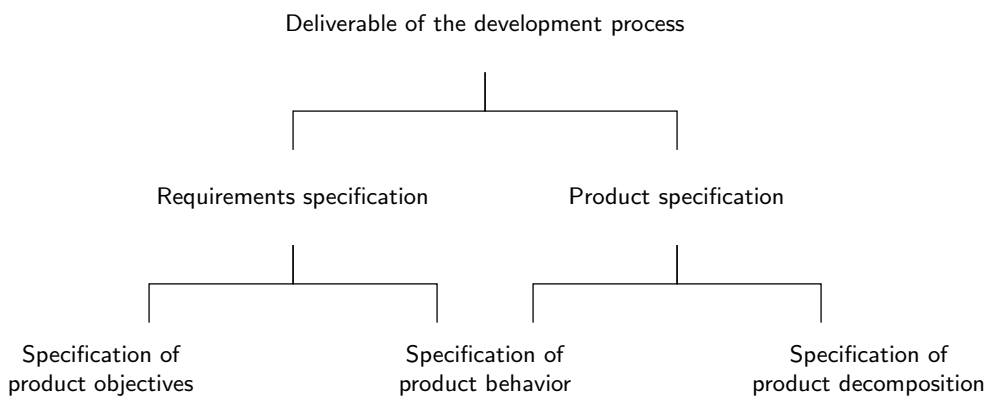 Deliverable of the development process
Requirements specification
Product specification
Specification of
product objectives
Specification of
product behavior
Specification of
product decomposition